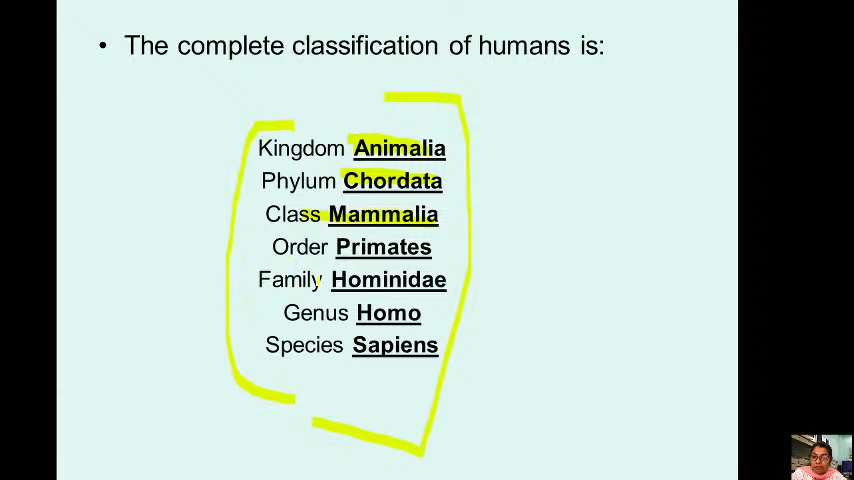 • The complete classification of humans is:
Kingdom Animalia
Phylum Chordata
Class Mammalia
Order Primates
Family Hominidae
Genus Homo
Species Sapiens